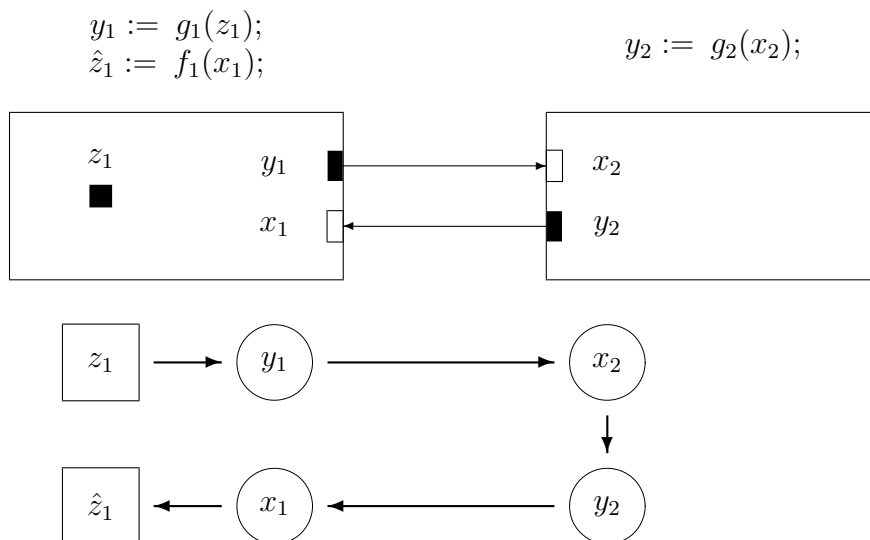 y₁ := g₁(z₁);
ẑ₁ := f₁(x₁);
y₂ := g₂(x₂);
z₁ y₁ x₂
x₁ y₂
z₁ y₁ x₂
ẑ₁ x₁ y₂